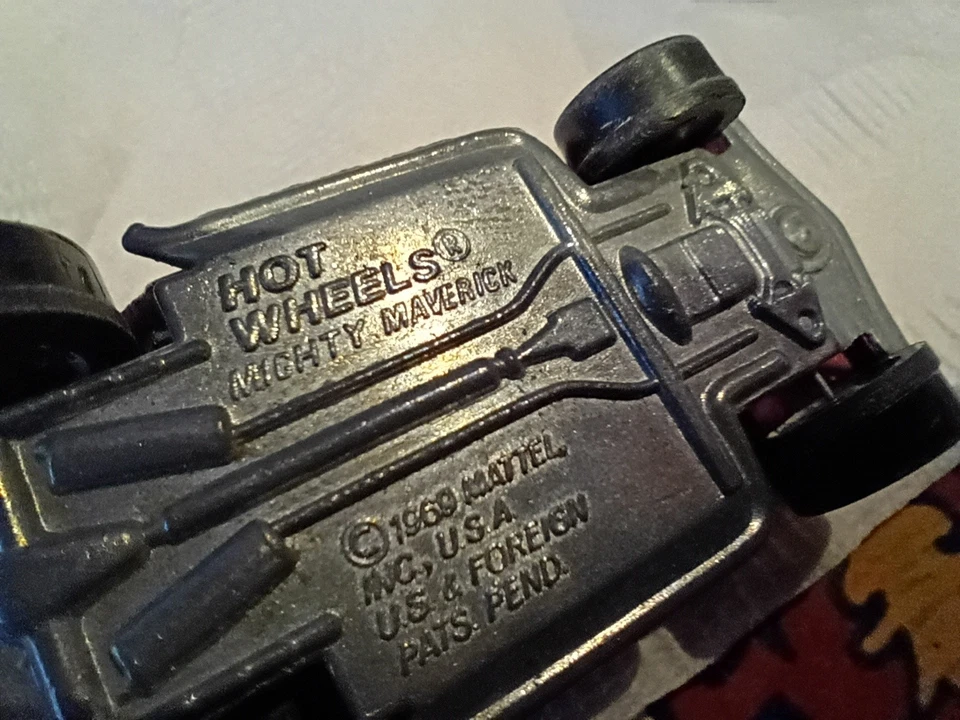 HOT
WHEELS®
MIGHTY MAVERICK
© 1969 MATTEL,
INC., U.S.A.
U.S. & FOREIGN
PATS. PEND.